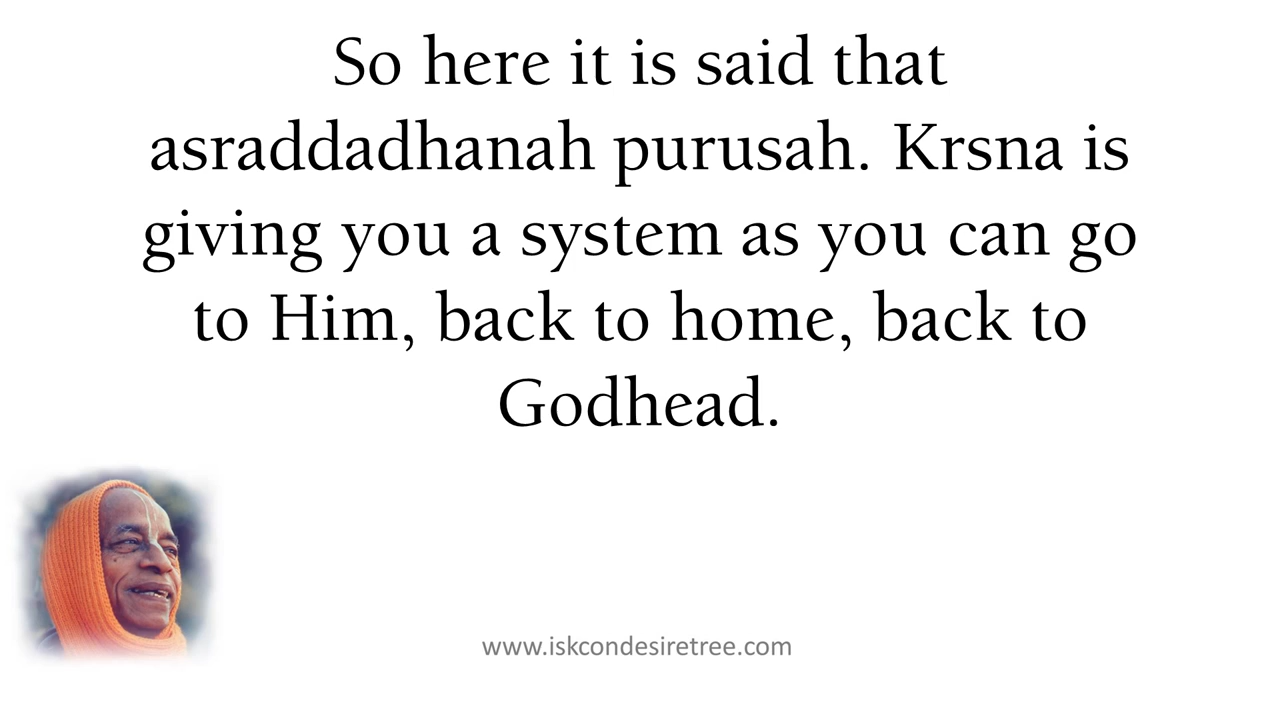 So here it is said that
asraddadhanah purusah. Krsna is
giving you a system as you can go
to Him, back to home, back to
Godhead.
www.iskcondesiretree.com